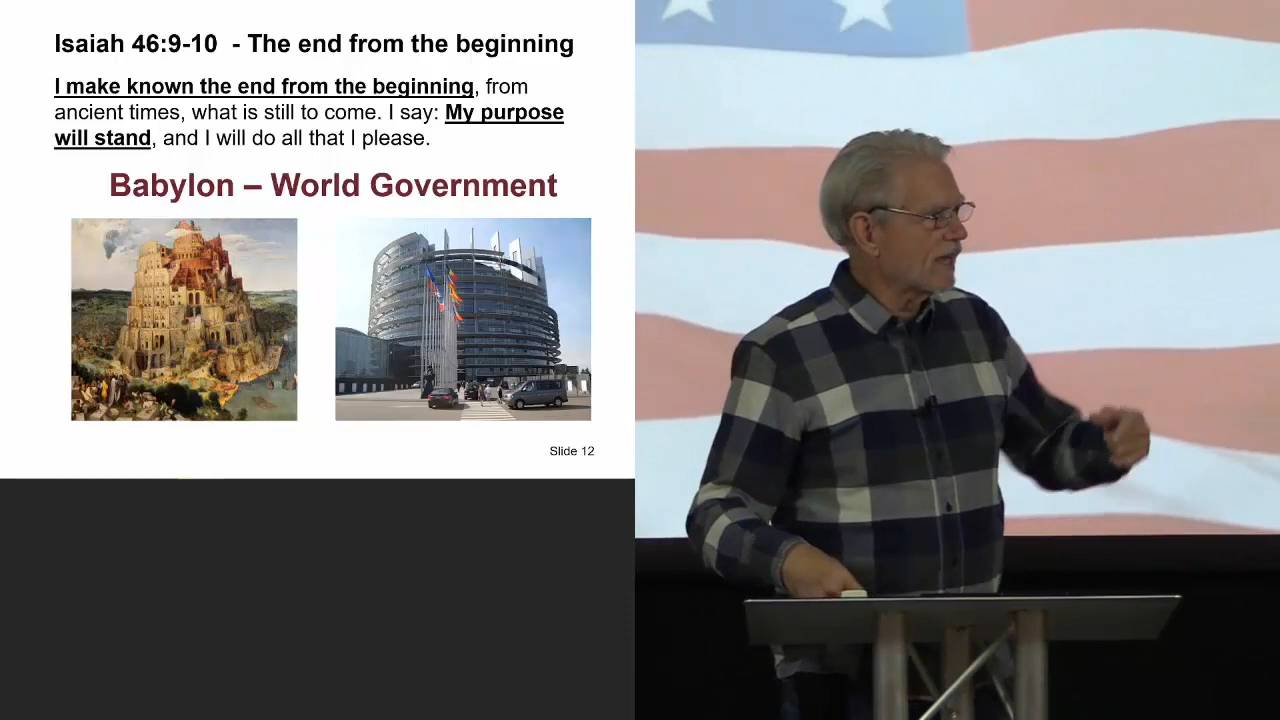 Isaiah 46:9-10 - The end from the beginning
I make known the end from the beginning, from
ancient times, what is still to come. I say: My purpose
will stand, and I will do all that I please.
Babylon – World Government
Slide 12